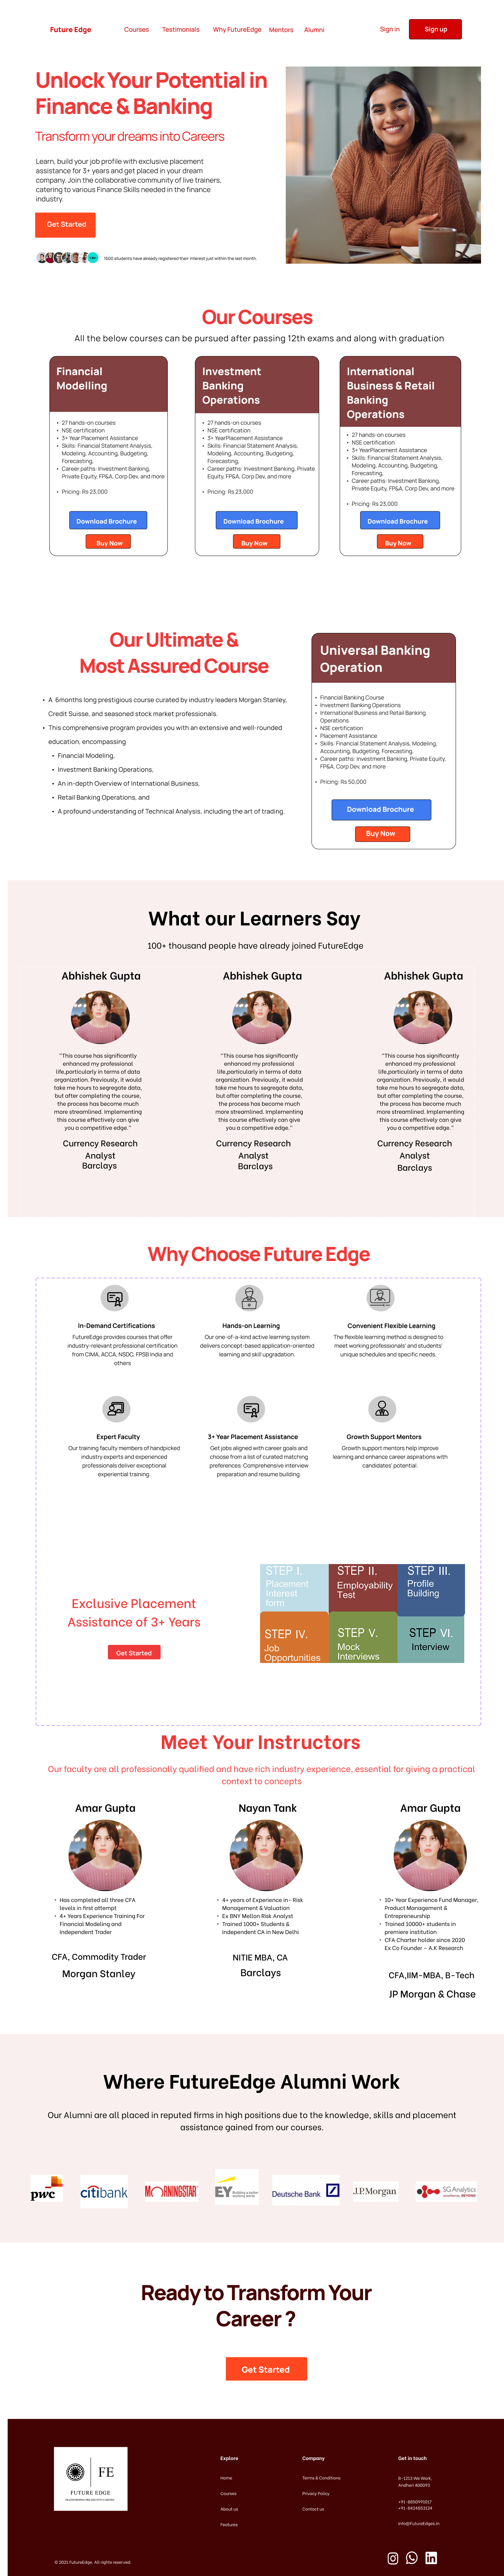 Future Edge
Courses
Testimonials
Why FutureEdge
Mentors
Alumni
Sign in
Sign up
Unlock Your Potential in
Finance & Banking
Transform your dreams into Careers
Learn, build your job profile with exclusive placement
assistance for 3+ years and get placed in your dream
company. Join the collaborative community of live trainers,
catering to various Finance Skills needed in the finance
industry.
Get Started
1600 students have already registered their interest just within the last month.
Our Courses
All the below courses can be pursued after passing 12th exams and along with graduation
Financial
Modelling
• 27 hands-on courses
• NSE certification
• 3+ Year Placement Assistance
• Skills: Financial Statement Analysis,
Modeling, Accounting, Budgeting,
Forecasting,
• Career paths: Investment Banking,
Private Equity, FP&A, Corp Dev, and more
• Pricing: Rs 23,000
Download Brochure
Buy Now
Investment
Banking
Operations
• 27 hands-on courses
• NSE certification
• 3+ YearPlacement Assistance
• Skills: Financial Statement Analysis,
Modeling, Accounting, Budgeting,
Forecasting,
• Career paths: Investment Banking, Private
Equity, FP&A, Corp Dev, and more
• Pricing: Rs 23,000
Download Brochure
Buy Now
International
Business & Retail
Banking
Operations
• 27 hands-on courses
• NSE certification
• 3+ YearPlacement Assistance
• Skills: Financial Statement Analysis,
Modeling, Accounting, Budgeting,
Forecasting,
• Career paths: Investment Banking,
Private Equity, FP&A, Corp Dev, and more
• Pricing: Rs 23,000
Download Brochure
Buy Now
Our Ultimate &
Most Assured Course
• A 6months long prestigious course curated by industry leaders Morgan Stanley,
Credit Suisse, and seasoned stock market professionals.
• This comprehensive program provides you with an extensive and well-rounded
education, encompassing
• Financial Modeling,
• Investment Banking Operations,
• An in-depth Overview of International Business,
• Retail Banking Operations, and
• A profound understanding of Technical Analysis, including the art of trading.
Universal Banking
Operation
• Financial Banking Course
• Investment Banking Operations
• International Business and Retail Banking
Operations
• NSE certification
• Placement Assistance
• Skills: Financial Statement Analysis, Modeling,
Accounting, Budgeting, Forecasting,
• Career paths: Investment Banking, Private Equity,
FP&A, Corp Dev, and more
• Pricing: Rs 50,000
Download Brochure
Buy Now
What our Learners Say
100+ thousand people have already joined FutureEdge
Abhishek Gupta
"This course has significantly
enhanced my professional
life,particularly in terms of data
organization. Previously, it would
take me hours to segregate data,
but after completing the course,
the process has become much
more streamlined. Implementing
this course effectively can give
you a competitive edge."
Currency Research
Analyst
Barclays
Abhishek Gupta
"This course has significantly
enhanced my professional
life,particularly in terms of data
organization. Previously, it would
take me hours to segregate data,
but after completing the course,
the process has become much
more streamlined. Implementing
this course effectively can give
you a competitive edge."
Currency Research
Analyst
Barclays
Abhishek Gupta
"This course has significantly
enhanced my professional
life,particularly in terms of data
organization. Previously, it would
take me hours to segregate data,
but after completing the course,
the process has become much
more streamlined. Implementing
this course effectively can give
you a competitive edge."
Currency Research
Analyst
Barclays
Why Choose Future Edge
In-Demand Certifications
FutureEdge provides courses that offer
industry-relevant professional certification
from CIMA, ACCA, NSDC, FPSB India and
others
Hands-on Learning
Our one-of-a-kind active learning system
delivers concept-based application-oriented
learning and skill upgradation:
Convenient Flexible Learning
The flexible learning method is designed to
meet working professionals' and students'
unique schedules and specific needs.
Expert Faculty
Our training faculty members of handpicked
industry experts and experienced
professionals deliver exceptional
experiential training.
3+ Year Placement Assistance
Get jobs aligned with career goals and
choose from a list of curated matching
preferences. Comprehensive interview
preparation and resume building.
Growth Support Mentors
Growth support mentors help improve
learning and enhance career aspirations with
candidates' potential.
Exclusive Placement
Assistance of 3+ Years
Get Started
STEP I.
Placement
Interest
form
STEP II.
Employability
Test
STEP III.
Profile
Building
STEP IV.
Job
Opportunities
STEP V.
Mock
Interviews
STEP VI.
Interview
Meet Your Instructors
Our faculty are all professionally qualified and have rich industry experience, essential for giving a practical
context to concepts
Amar Gupta
• Has completed all three CFA
levels in first attempt
• 4+ Years Experience Training For
Financial Modeling and
Independent Trader
CFA, Commodity Trader
Morgan Stanley
Nayan Tank
• 4+ years of Experience in- Risk
Management & Valuation
• Ex BNY Mellon Risk Analyst
• Trained 1000+ Students &
Independent CA in New Delhi
NITIE MBA, CA
Barclays
Amar Gupta
• 10+ Year Experience Fund Manager,
Product Management &
Entrepreneurship
• Trained 10000+ students in
premiere institution
• CFA Charter holder since 2020
Ex Co Founder - A.K Research
CFA,IIM-MBA, B-Tech
JP Morgan & Chase
Where FutureEdge Alumni Work
Our Alumni are all placed in reputed firms in high positions due to the knowledge, skills and placement
assistance gained from our courses.
pwc
citibank
MORNINGSTAR
EY Building a better
working world
Deutsche Bank
J.P.Morgan
SG Analytics
Ready to Transform Your
Career ?
Get Started
FE
FUTURE EDGE
Explore
Home
Courses
About us
Features
Company
Terms & Conditions
Privacy Policy
Contact us
Get in touch
B-1213 We Work,
Andheri 400093
+91-8850991017
+91-8424853124
info@FutureEdges.in
© 2021 FutureEdge. All rights reserved.